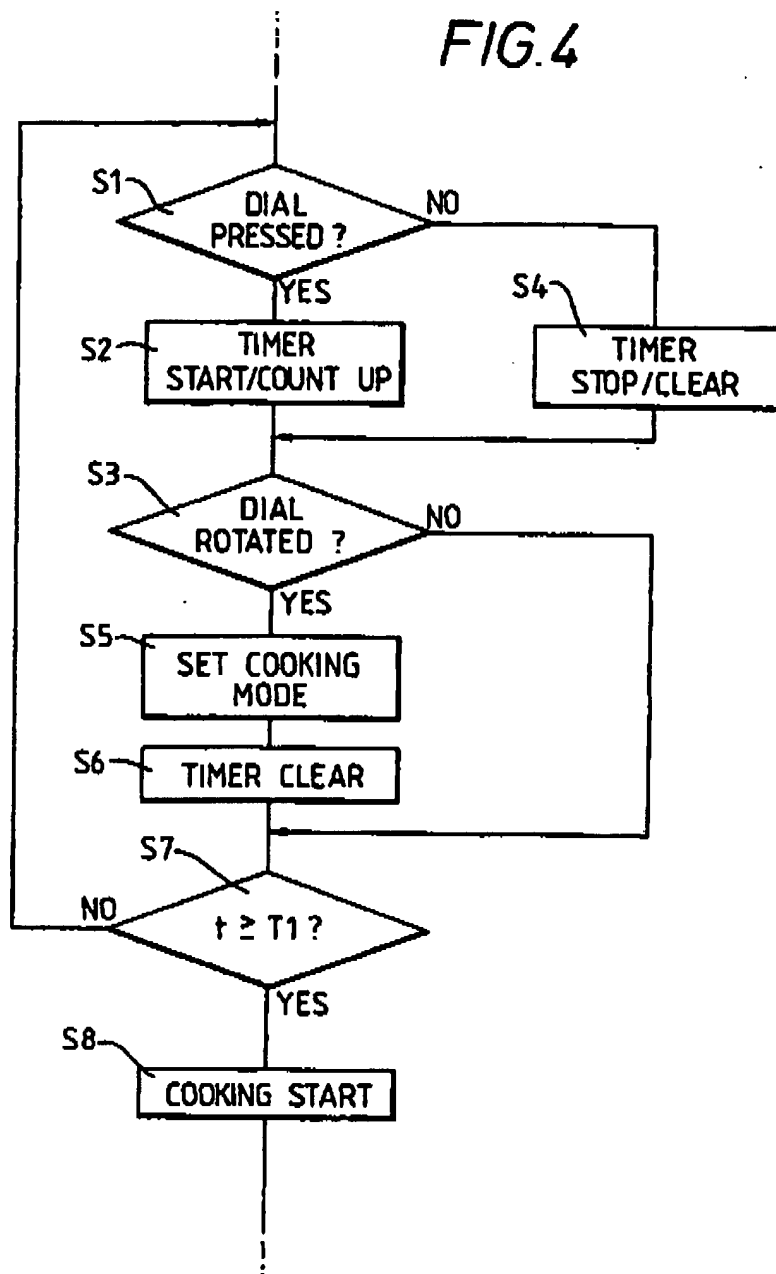 FIG.4
S1
DIAL
PRESSED ?
NO
YES
S2
TIMER
START/COUNT UP
S4
TIMER
STOP/CLEAR
S3
DIAL
ROTATED ?
NO
YES
S5
SET COOKING
MODE
S6
TIMER CLEAR
S7
t ≥ T1 ?
NO
YES
S8
COOKING START